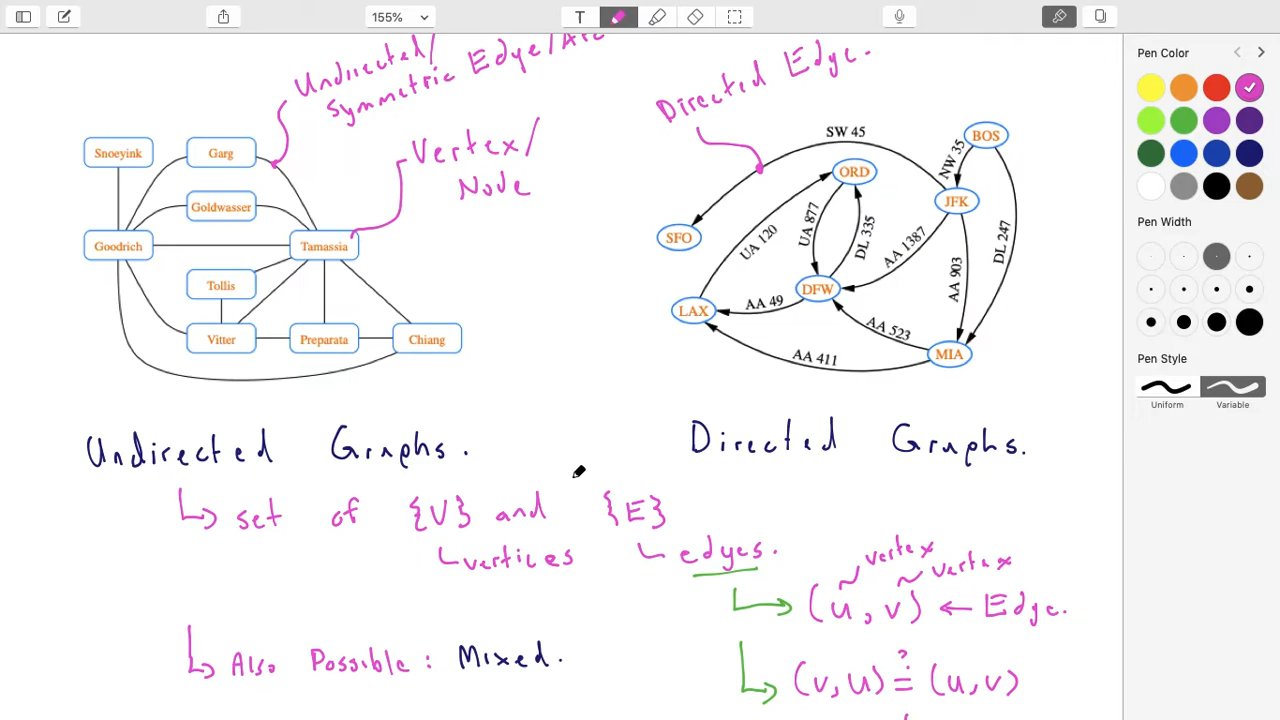 155%
T
Pen Color
Pen Width
Pen Style
Uniform
Variable
Undirected/
Symmetric Edge/Arc
Vertex/
Node
Snoeyink
Garg
Goldwasser
Goodrich
Tamassia
Tollis
Vitter
Preparata
Chiang
Directed Edge.
SW 45
BOS
NW 35
ORD
JFK
SFO
UA 120
UA 877
DL 335
AA 1387
DL 247
AA 903
DFW
LAX
AA 49
AA 523
MIA
AA 411
Undirected Graphs.
Directed Graphs.
↳ set of {V} and {E}
vertices
edges.
vertex
vertex
(u, v) ← Edge.
↳ Also Possible: Mixed.
(v, u) ≟ (u, v)